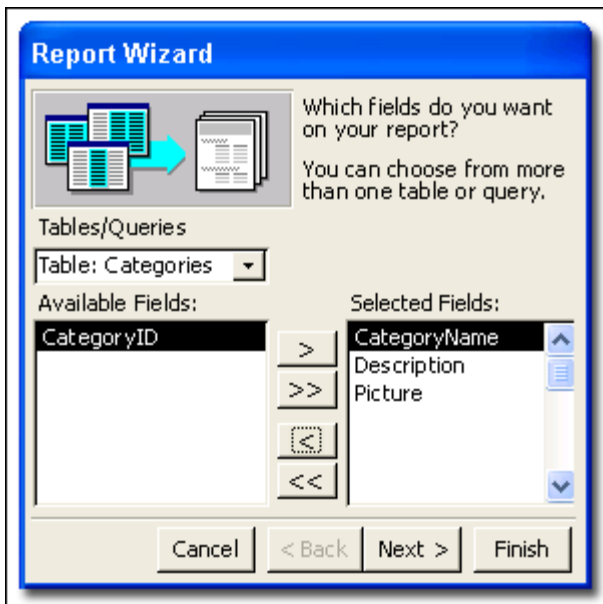 Report Wizard
Which fields do you want
on your report?
You can choose from more
than one table or query.
Tables/Queries
Table: Categories
Available Fields:
Selected Fields:
CategoryID
CategoryName
Description
Picture
>
>>
<
<<
Cancel
< Back
Next >
Finish